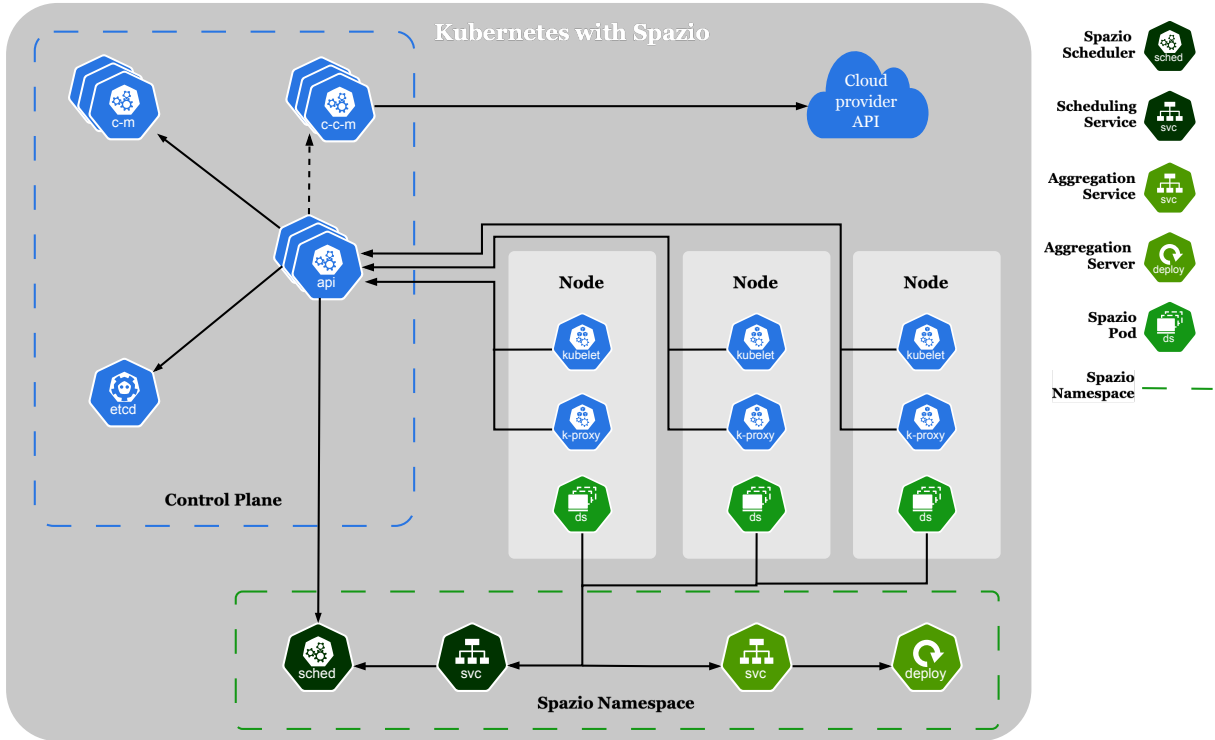 Kubernetes with Spazio
c-m
c-c-m
Cloud
provider
API
api
etcd
Control Plane
Node
kubelet
k-proxy
ds
Node
kubelet
k-proxy
ds
Node
kubelet
k-proxy
ds
sched
svc
svc
deploy
Spazio Namespace
Spazio
Scheduler
sched
Scheduling
Service
svc
Aggregation
Service
svc
Aggregation
Server
deploy
Spazio
Pod
ds
Spazio
Namespace